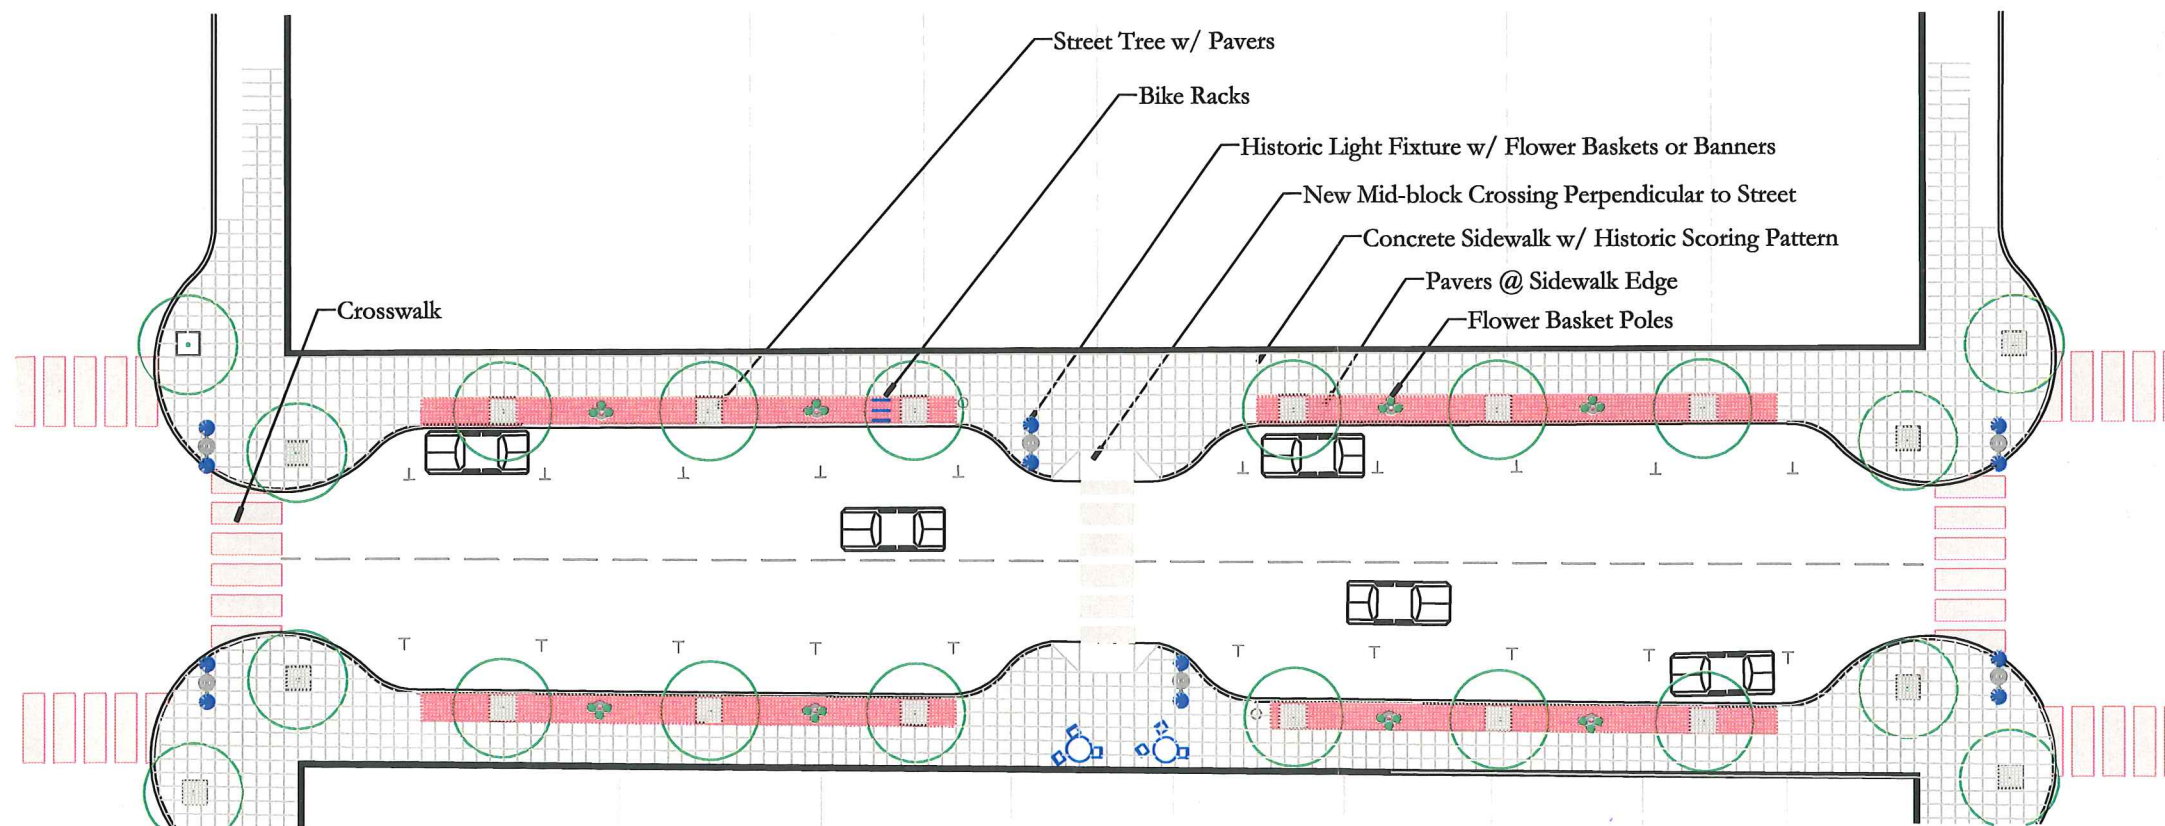 Street Tree w/ Pavers
Bike Racks
Historic Light Fixture w/ Flower Baskets or Banners
New Mid-block Crossing Perpendicular to Street
Concrete Sidewalk w/ Historic Scoring Pattern
Pavers @ Sidewalk Edge
Crosswalk
Flower Basket Poles